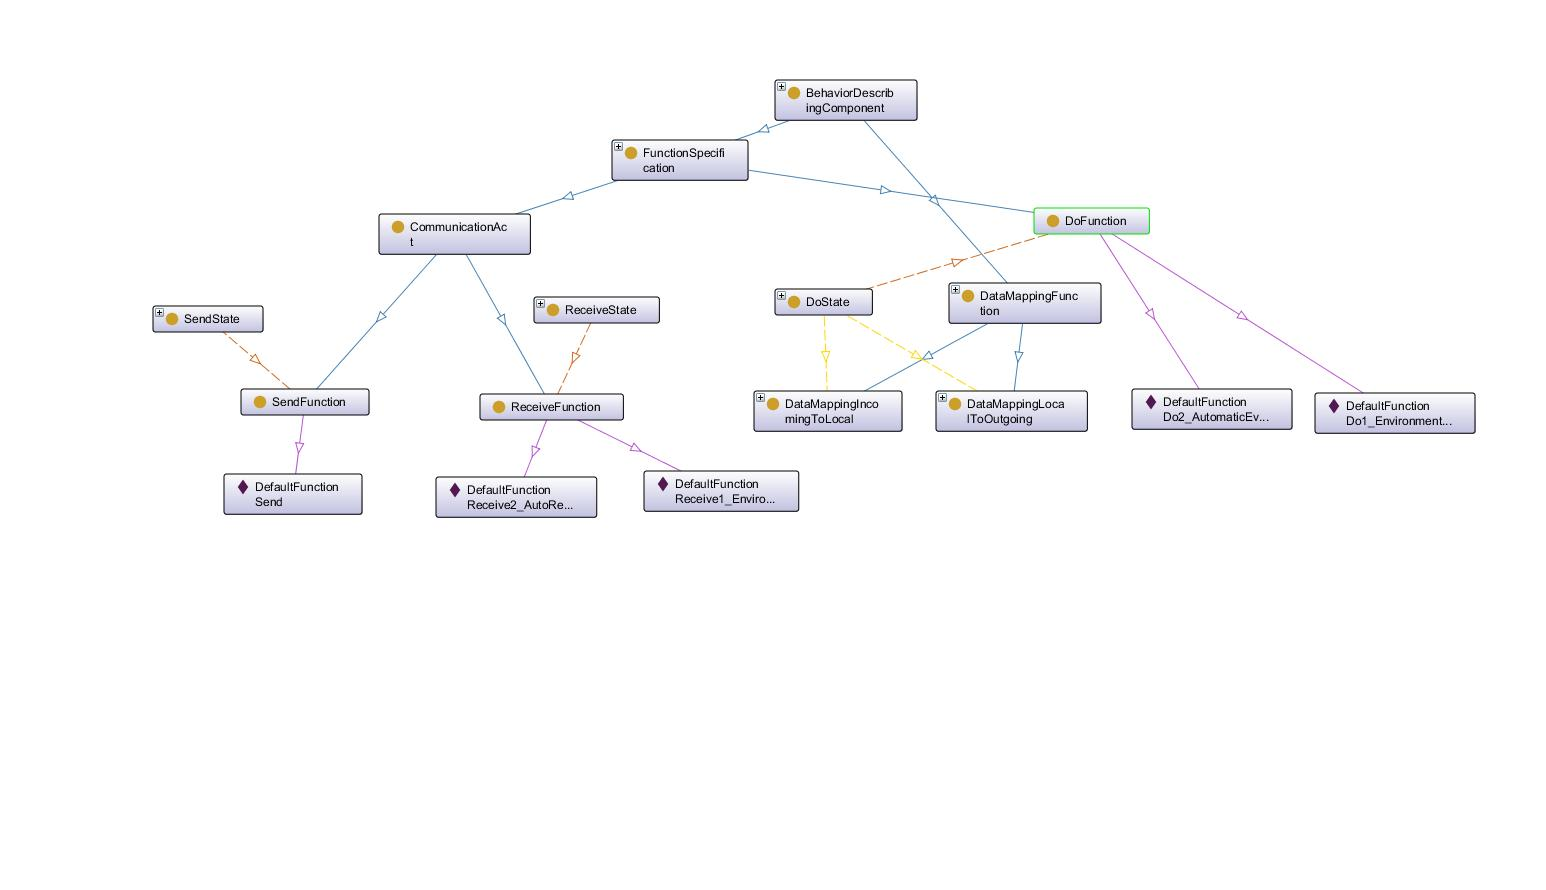 BehaviorDescrib
ingComponent
FunctionSpecifi
cation
CommunicationAc
t
DoFunction
SendState
ReceiveState
DoState
DataMappingFunc
tion
SendFunction
ReceiveFunction
DataMappingInco
mingToLocal
DataMappingLoca
lToOutgoing
DefaultFunction
Do2_AutomaticEv...
DefaultFunction
Do1_Environment...
DefaultFunction
Send
DefaultFunction
Receive2_AutoRe...
DefaultFunction
Receive1_Enviro...